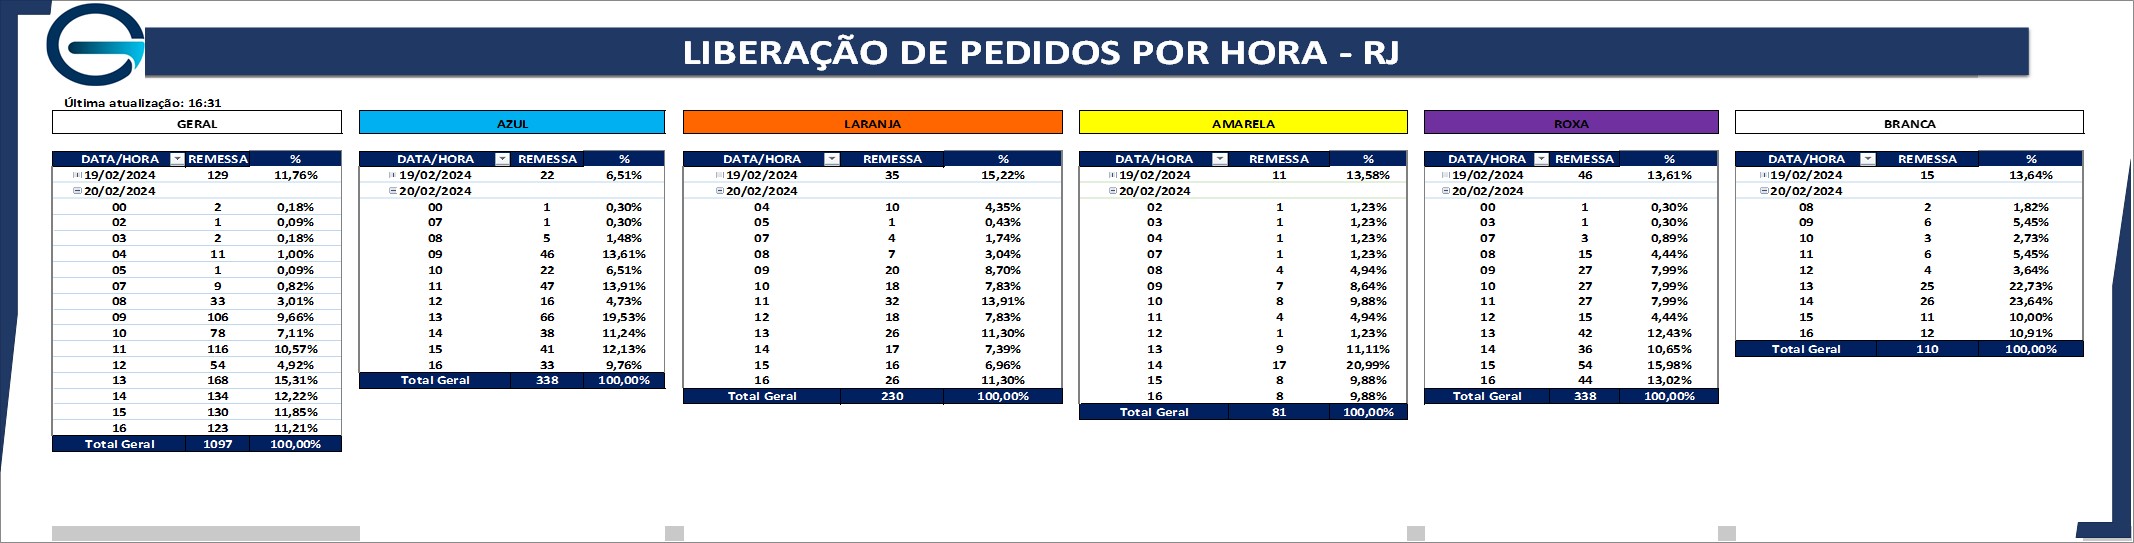 LIBERAÇÃO DE PEDIDOS POR HORA - RJ
Última atualização: 16:31
GERAL
DATA/HORA REMESSA %
19/02/2024 129 11,76%
20/02/2024
00 2 0,18%
02 1 0,09%
03 2 0,18%
04 11 1,00%
05 1 0,09%
07 9 0,82%
08 33 3,01%
09 106 9,66%
10 78 7,11%
11 116 10,57%
12 54 4,92%
13 168 15,31%
14 134 12,22%
15 130 11,85%
16 123 11,21%
Total Geral 1097 100,00%
AZUL
DATA/HORA REMESSA %
19/02/2024 22 6,51%
20/02/2024
00 1 0,30%
07 1 0,30%
08 5 1,48%
09 46 13,61%
10 22 6,51%
11 47 13,91%
12 16 4,73%
13 66 19,53%
14 38 11,24%
15 41 12,13%
16 33 9,76%
Total Geral 338 100,00%
LARANJA
DATA/HORA REMESSA %
19/02/2024 35 15,22%
20/02/2024
04 10 4,35%
05 1 0,43%
07 4 1,74%
08 7 3,04%
09 20 8,70%
10 18 7,83%
11 32 13,91%
12 18 7,83%
13 26 11,30%
14 17 7,39%
15 16 6,96%
16 26 11,30%
Total Geral 230 100,00%
AMARELA
DATA/HORA REMESSA %
19/02/2024 11 13,58%
20/02/2024
02 1 1,23%
03 1 1,23%
04 1 1,23%
07 1 1,23%
08 4 4,94%
09 7 8,64%
10 8 9,88%
11 4 4,94%
12 1 1,23%
13 9 11,11%
14 17 20,99%
15 8 9,88%
16 8 9,88%
Total Geral 81 100,00%
ROXA
DATA/HORA REMESSA %
19/02/2024 46 13,61%
20/02/2024
00 1 0,30%
03 1 0,30%
07 3 0,89%
08 15 4,44%
09 27 7,99%
10 27 7,99%
11 27 7,99%
12 15 4,44%
13 42 12,43%
14 36 10,65%
15 54 15,98%
16 44 13,02%
Total Geral 338 100,00%
BRANCA
DATA/HORA REMESSA %
19/02/2024 15 13,64%
20/02/2024
08 2 1,82%
09 6 5,45%
10 3 2,73%
11 6 5,45%
12 4 3,64%
13 25 22,73%
14 26 23,64%
15 11 10,00%
16 12 10,91%
Total Geral 110 100,00%